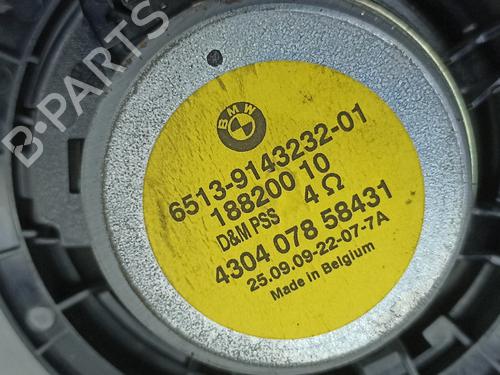 B-PARTS
BMW
6513-9143232-01
188200 10
D&M PSS 4 Ω
4304 078 58431
25.09.09-22-07-7A
Made in Belgium